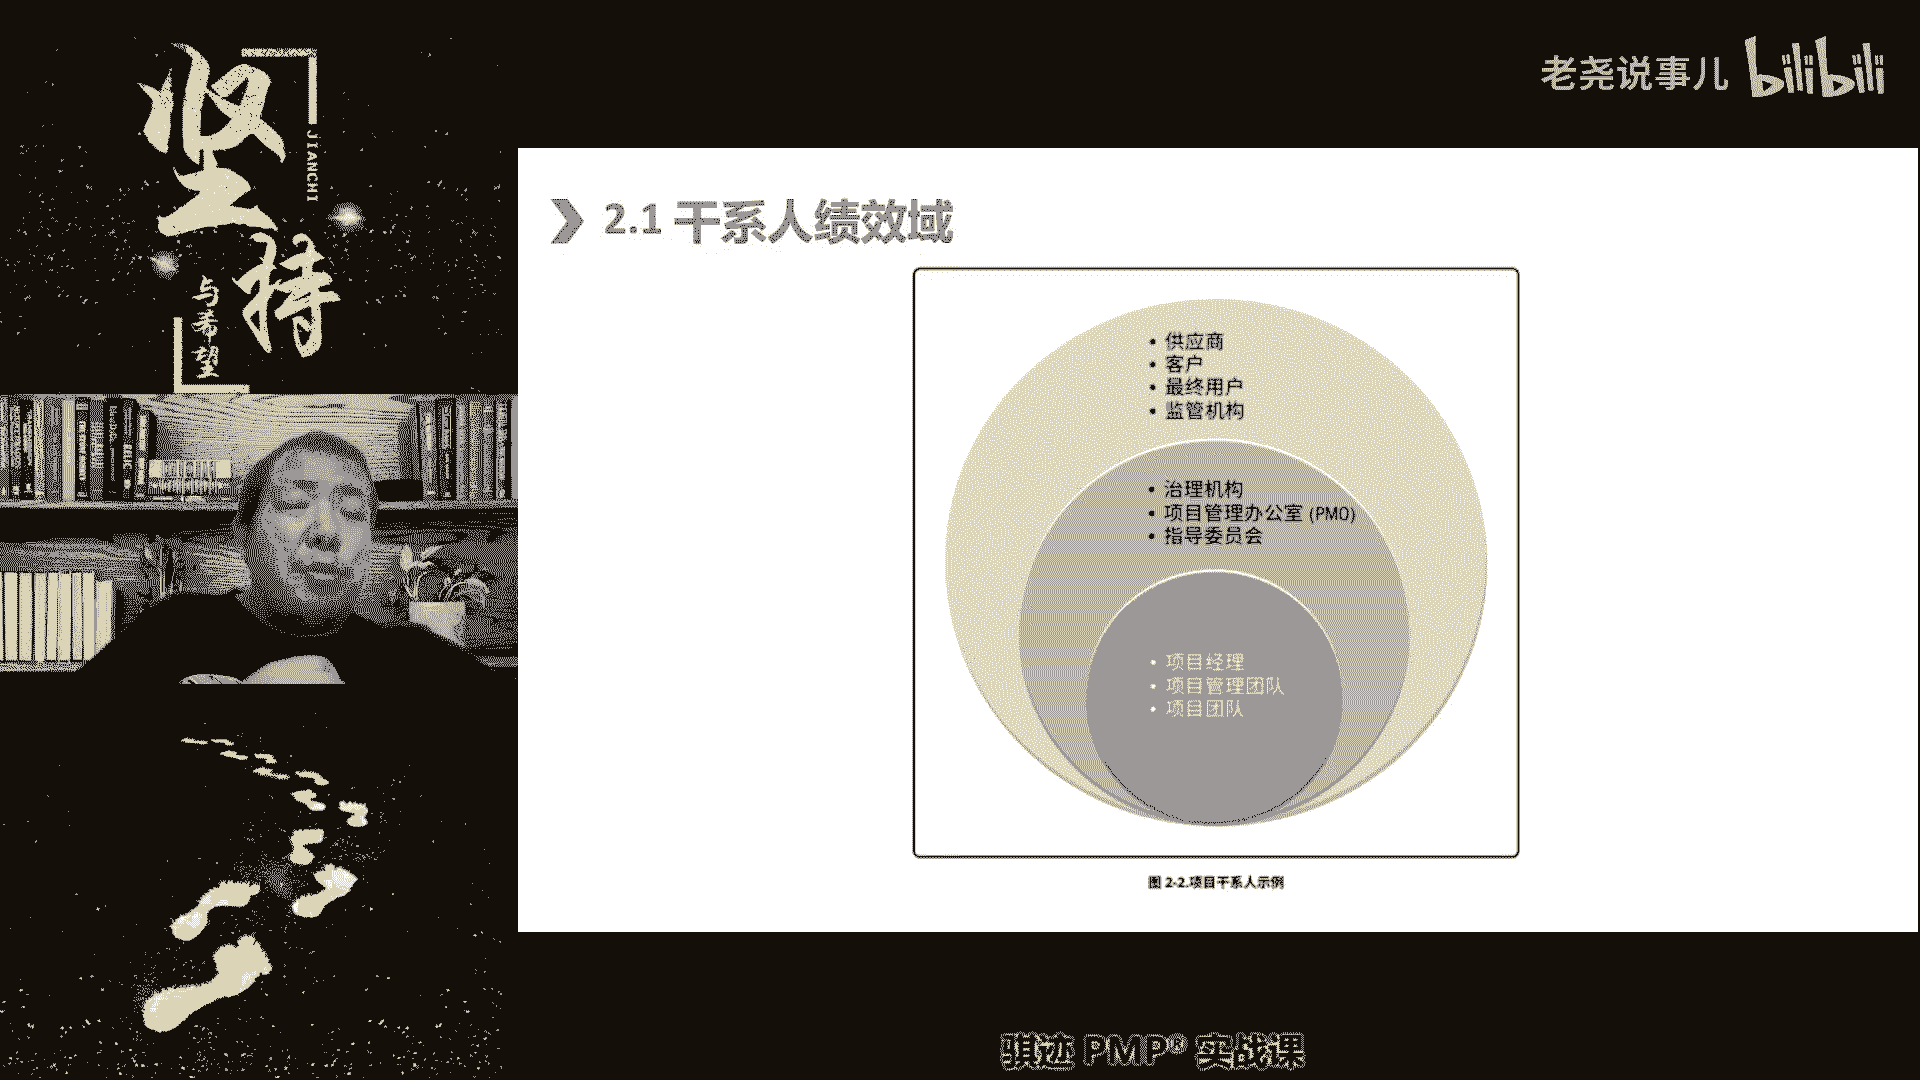 坚持
JIANCHI
与希望
老尧说事儿 bilibili
2.1 干系人绩效域
• 供应商
• 客户
• 最终用户
• 监管机构
• 治理机构
• 项目管理办公室 (PMO)
• 指导委员会
• 项目经理
• 项目管理团队
• 项目团队
图 2-2.项目干系人示例
骐迹 PMP® 实战课